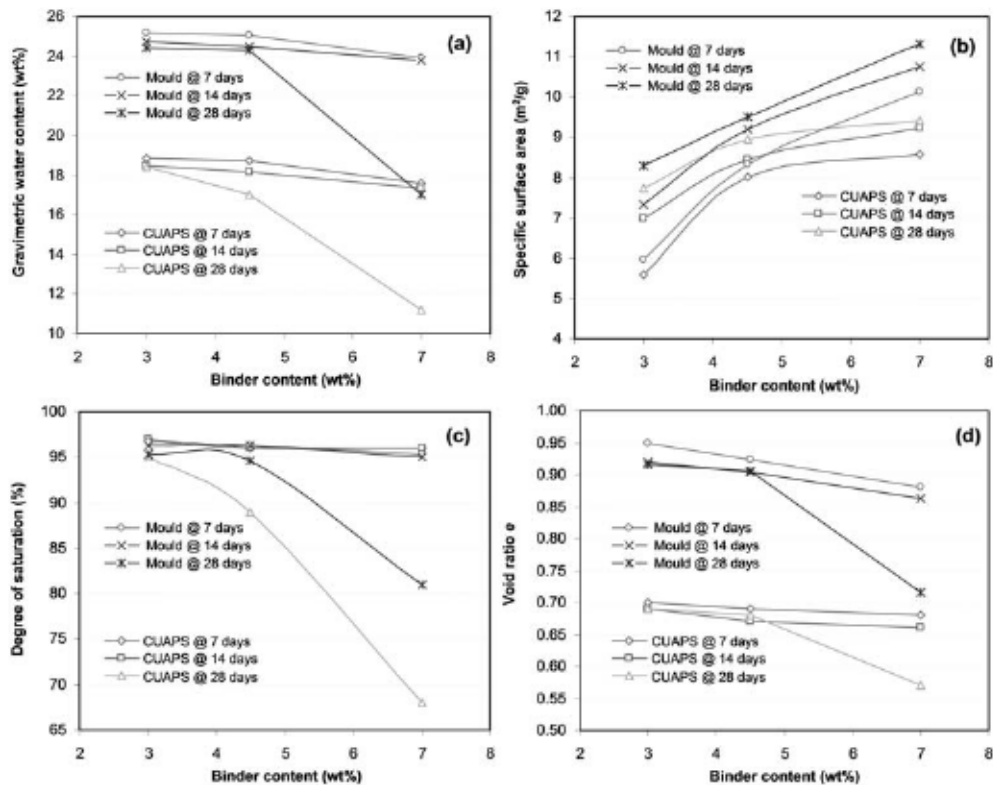 (a)
Gravimetric water content (wt%)
26
24
22
20
18
16
14
12
10
Mould @ 7 days
Mould @ 14 days
Mould @ 28 days
CUAPS @ 7 days
CUAPS @ 14 days
CUAPS @ 28 days
2 3 4 5 6 7 8
Binder content (wt%)
(b)
Specific surface area (m²/g)
12
11
10
9
8
7
6
5
4
Mould @ 7 days
Mould @ 14 days
Mould @ 28 days
CUAPS @ 7 days
CUAPS @ 14 days
CUAPS @ 28 days
2 3 4 5 6 7 8
Binder content (wt%)
(c)
Degree of saturation (%)
100
95
90
85
80
75
70
65
Mould @ 7 days
Mould @ 14 days
Mould @ 28 days
CUAPS @ 7 days
CUAPS @ 14 days
CUAPS @ 28 days
2 3 4 5 6 7 8
Binder content (wt%)
(d)
Void ratio e
1.00
0.95
0.90
0.85
0.80
0.75
0.70
0.65
0.60
0.55
0.50
Mould @ 7 days
Mould @ 14 days
Mould @ 28 days
CUAPS @ 7 days
CUAPS @ 14 days
CUAPS @ 28 days
2 3 4 5 6 7 8
Binder content (wt%)